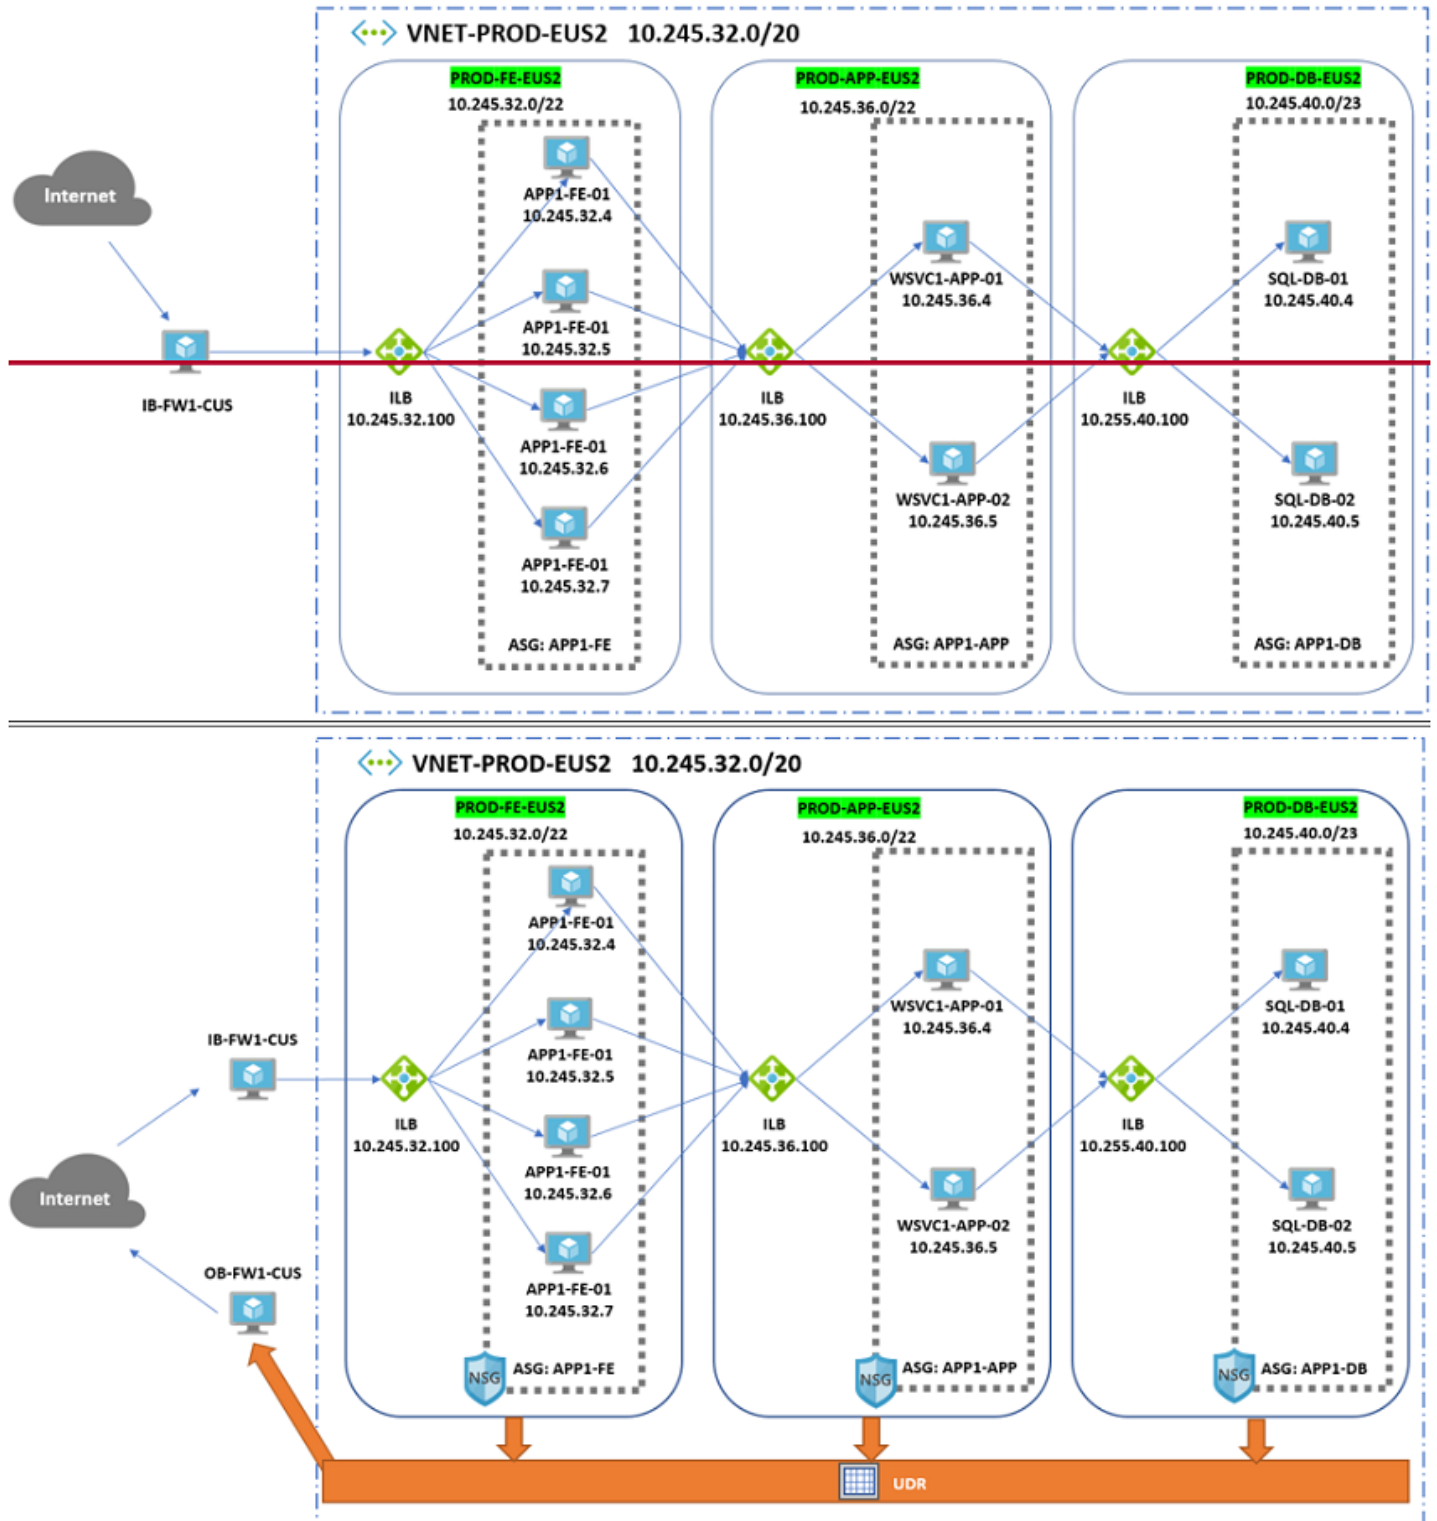 VNET-PROD-EUS2 10.245.32.0/20
PROD-FE-EUS2
10.245.32.0/22
PROD-APP-EUS2
10.245.36.0/22
PROD-DB-EUS2
10.245.40.0/23
Internet
IB-FW1-CUS
ILB
10.245.32.100
APP1-FE-01
10.245.32.4
APP1-FE-01
10.245.32.5
APP1-FE-01
10.245.32.6
APP1-FE-01
10.245.32.7
ASG: APP1-FE
ILB
10.245.36.100
WSVC1-APP-01
10.245.36.4
WSVC1-APP-02
10.245.36.5
ASG: APP1-APP
ILB
10.255.40.100
SQL-DB-01
10.245.40.4
SQL-DB-02
10.245.40.5
ASG: APP1-DB
VNET-PROD-EUS2 10.245.32.0/20
PROD-FE-EUS2
10.245.32.0/22
PROD-APP-EUS2
10.245.36.0/22
PROD-DB-EUS2
10.245.40.0/23
IB-FW1-CUS
Internet
OB-FW1-CUS
ILB
10.245.32.100
APP1-FE-01
10.245.32.4
APP1-FE-01
10.245.32.5
APP1-FE-01
10.245.32.6
APP1-FE-01
10.245.32.7
NSG
ASG: APP1-FE
ILB
10.245.36.100
WSVC1-APP-01
10.245.36.4
WSVC1-APP-02
10.245.36.5
NSG
ASG: APP1-APP
ILB
10.255.40.100
SQL-DB-01
10.245.40.4
SQL-DB-02
10.245.40.5
NSG
ASG: APP1-DB
UDR